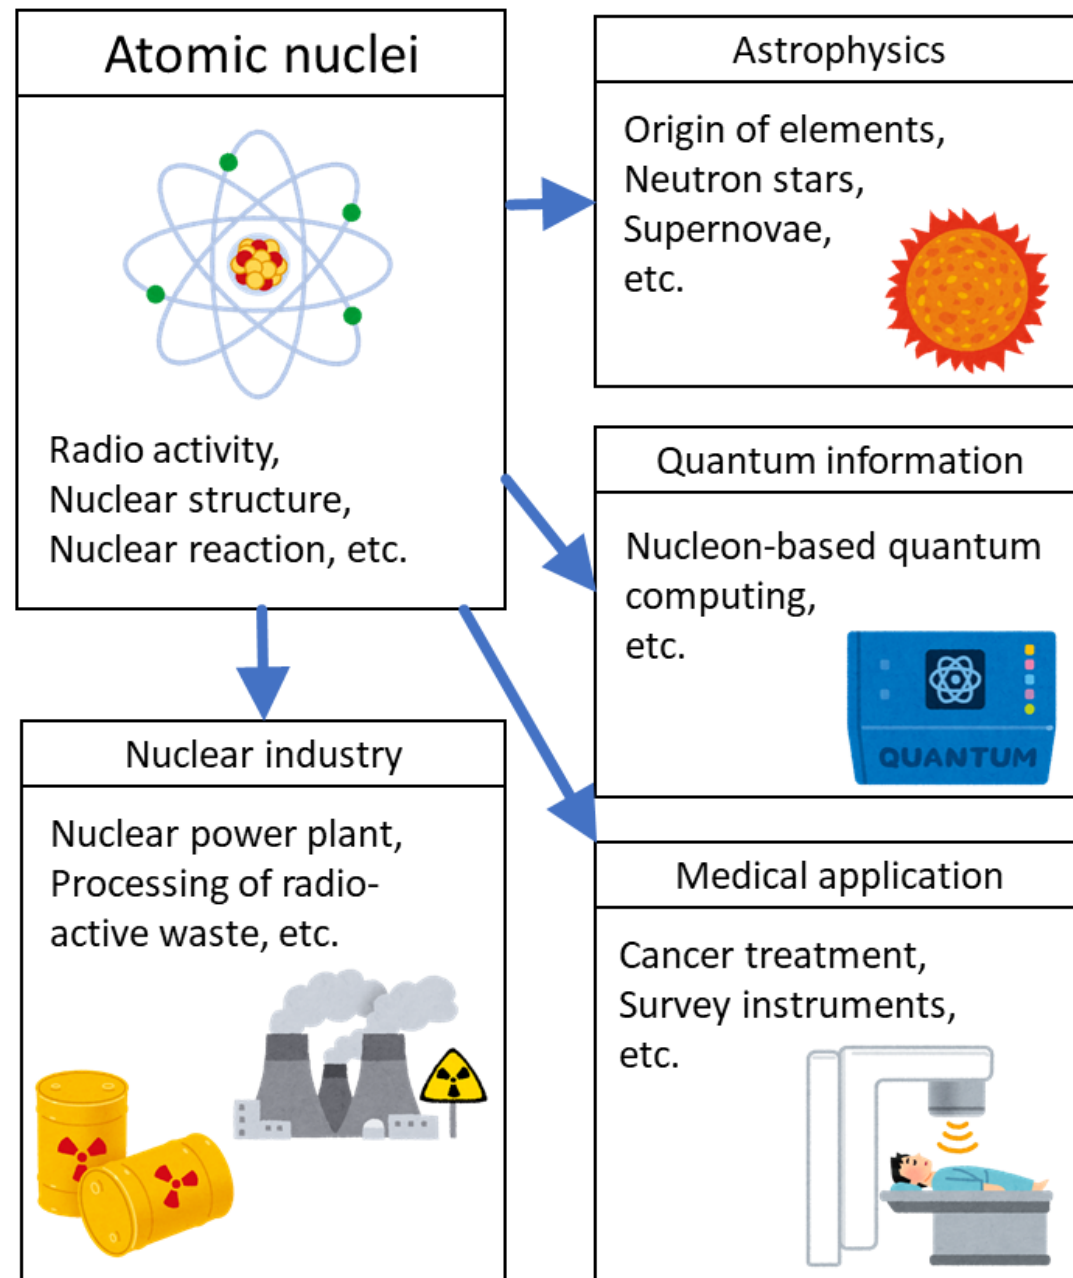 Atomic nuclei
Radio activity,
Nuclear structure,
Nuclear reaction, etc.
Astrophysics
Origin of elements,
Neutron stars,
Supernovae,
etc.
Quantum information
Nucleon-based quantum
computing,
etc.
QUANTUM
Nuclear industry
Nuclear power plant,
Processing of radio-
active waste, etc.
Medical application
Cancer treatment,
Survey instruments,
etc.